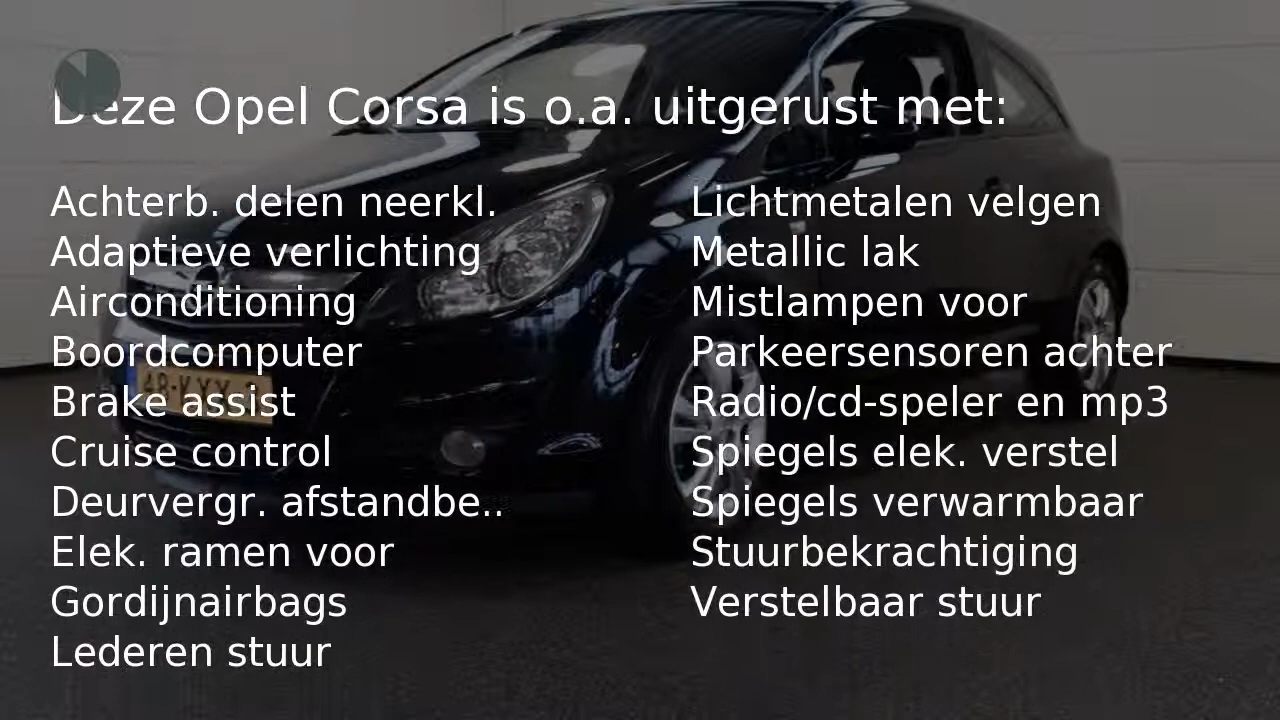 Deze Opel Corsa is o.a. uitgerust met:
Achterb. delen neerkl.
Adaptieve verlichting
Airconditioning
Boordcomputer
Brake assist
Cruise control
Deurvergr. afstandbe..
Elek. ramen voor
Gordijnairbags
Lederen stuur
Lichtmetalen velgen
Metallic lak
Mistlampen voor
Parkeersensoren achter
Radio/cd-speler en mp3
Spiegels elek. verstel
Spiegels verwarmbaar
Stuurbekrachtiging
Verstelbaar stuur